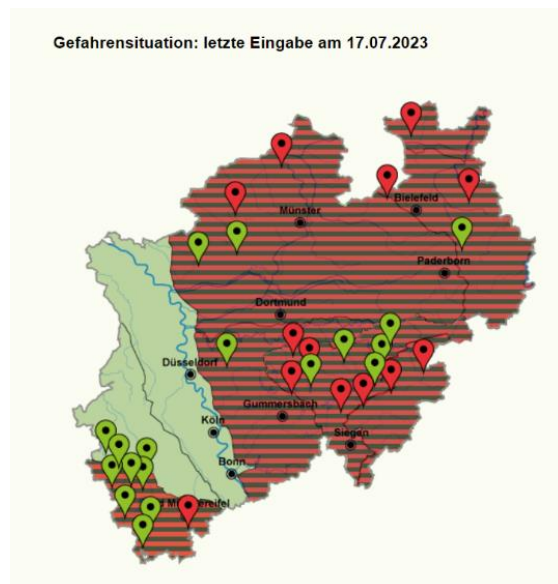 Gefahrensituation: letzte Eingabe am 17.07.2023
Bielefeld
Münster
Paderborn
Dortmund
Düsseldorf
Gummersbach
Köln
Siegen
Bonn